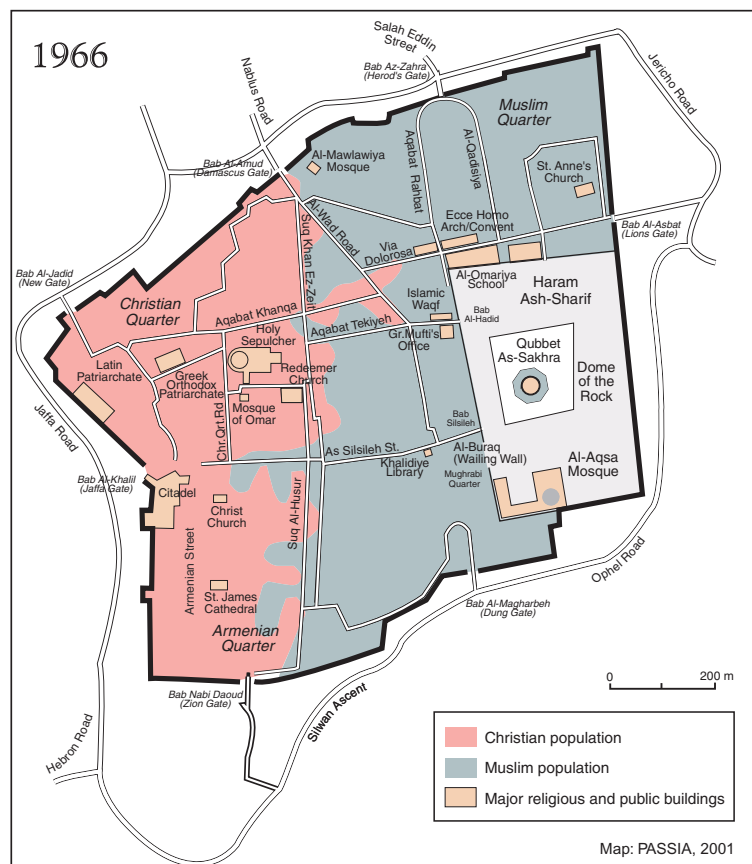 1966
Salah Eddin
Street
Bab Az-Zahra
(Herod's Gate)
Jericho Road
Nablus Road
Muslim
Quarter
Bab Al-Amud
(Damascus Gate)
Al-Mawlawiya
Mosque
Aqabat Rahbat
Al-Qadisiya
St. Anne's
Church
Al-Wad Road
Suq Khan Ez-Zeit
Ecce Homo
Arch/Convent
Via
Dolorosa
Bab Al-Asbat
(Lions Gate)
Bab Al-Jadid
(New Gate)
Al-Omariya
School
Haram
Ash-Sharif
Christian
Quarter
Aqabat Khanqa
Islamic
Waqf
Bab
Al-Hadid
Aqabat Tekiyeh
Gr.Mufti's
Office
Holy
Sepulcher
Qubbet
As-Sakhra
Latin
Patriarchate
Greek
Orthodox
Patriarchate
Redeemer
Church
Dome
of the
Rock
Jaffa Road
Chr.Qrt.Rd
Mosque
of Omar
Bab
Silsileh
As Silsileh St.
Al-Buraq
(Wailing Wall)
Al-Aqsa
Mosque
Khalidiye
Library
Mughrabi
Quarter
Bab Al-Khalil
(Jaffa Gate)
Citadel
Christ
Church
Suq Al-Husur
Armenian Street
Ophel Road
St. James
Cathedral
Bab Al-Magharbeh
(Dung Gate)
Armenian
Quarter
Bab Nabi Daoud
(Zion Gate)
Silwan Ascent
Hebron Road
0 200 m
Christian population
Muslim population
Major religious and public buildings
Map: PASSIA, 2001